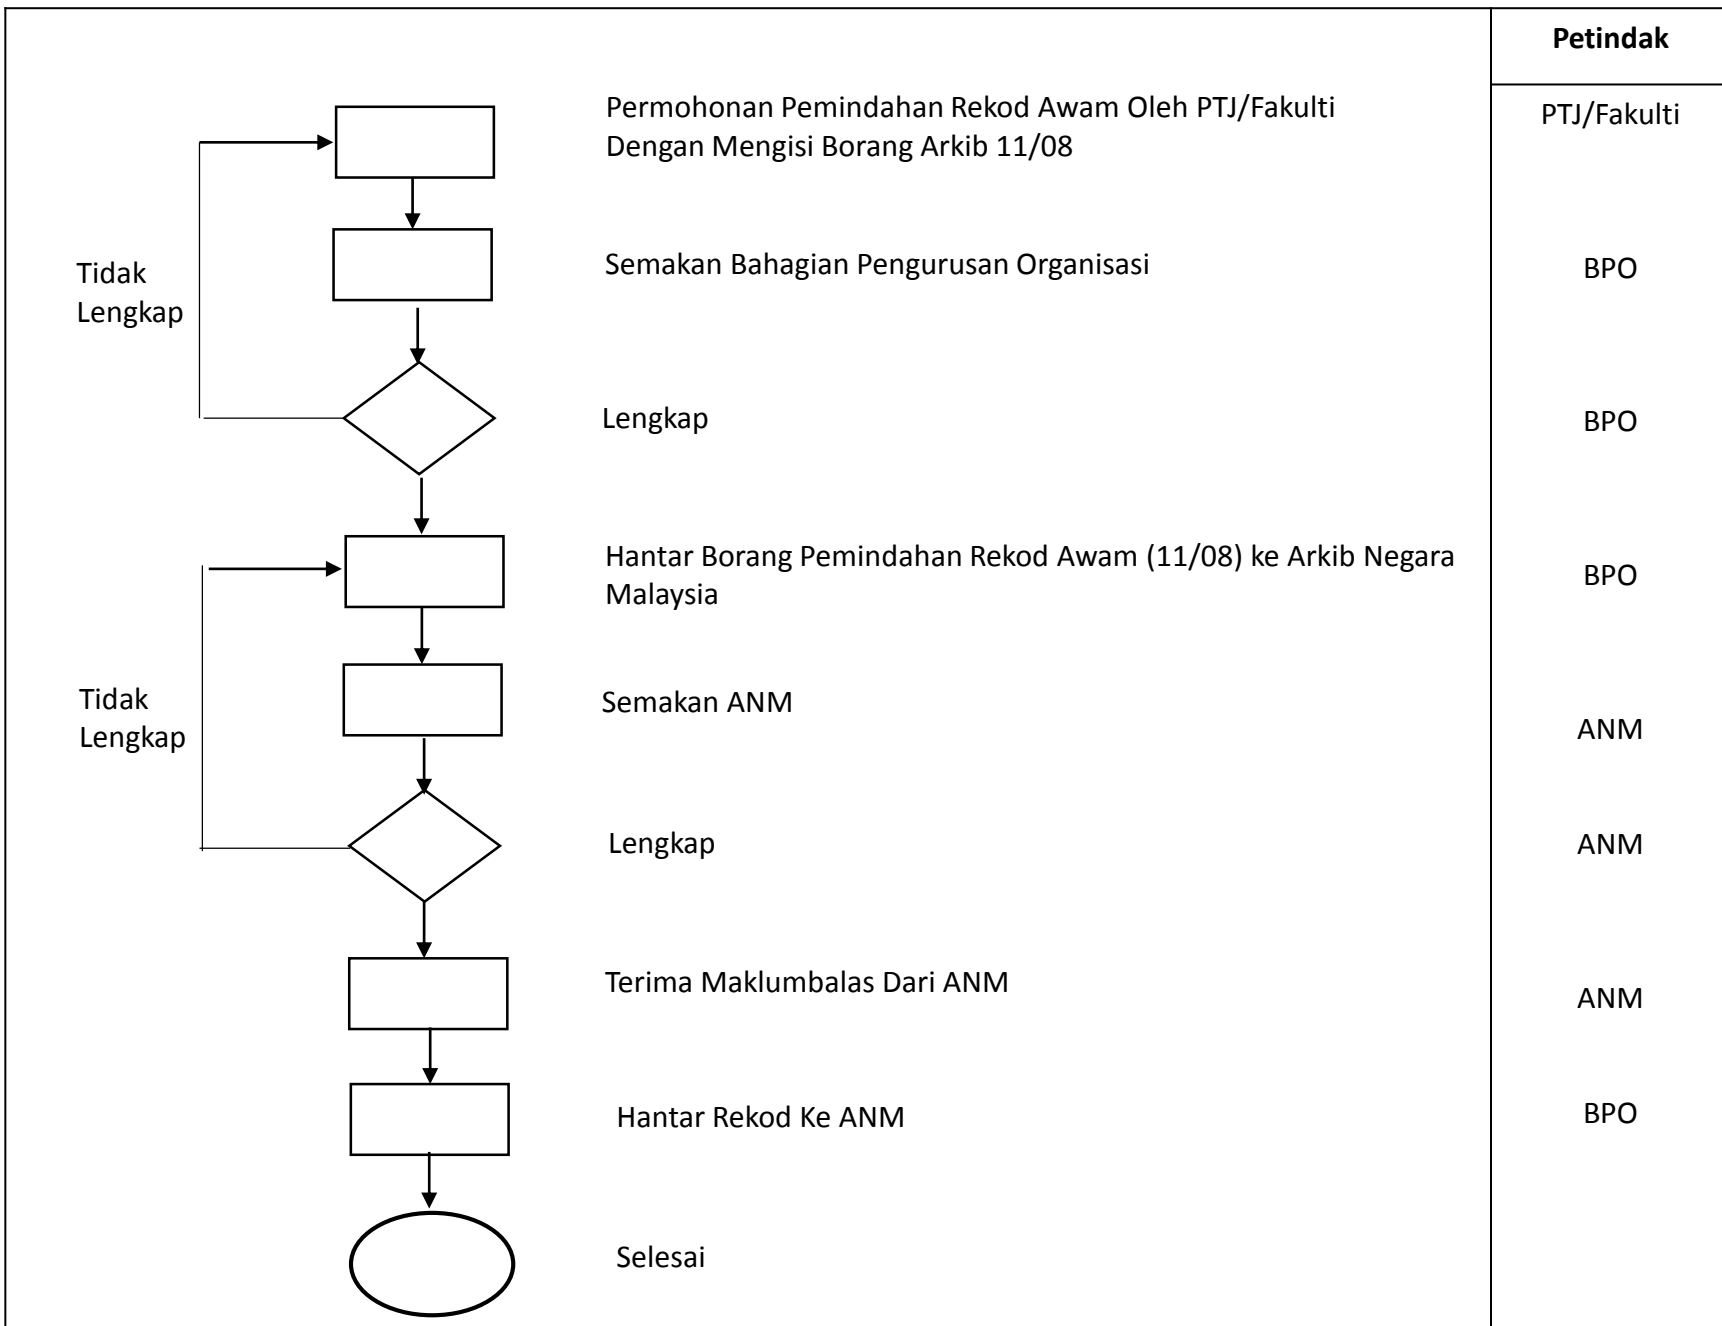 Petindak
Permohonan Pemindahan Rekod Awam Oleh PTJ/Fakulti
Dengan Mengisi Borang Arkib 11/08
PTJ/Fakulti
Tidak
Lengkap
Semakan Bahagian Pengurusan Organisasi
BPO
Lengkap
BPO
Hantar Borang Pemindahan Rekod Awam (11/08) ke Arkib Negara
Malaysia
BPO
Tidak
Lengkap
Semakan ANM
ANM
Lengkap
ANM
Terima Maklumbalas Dari ANM
ANM
Hantar Rekod Ke ANM
BPO
Selesai